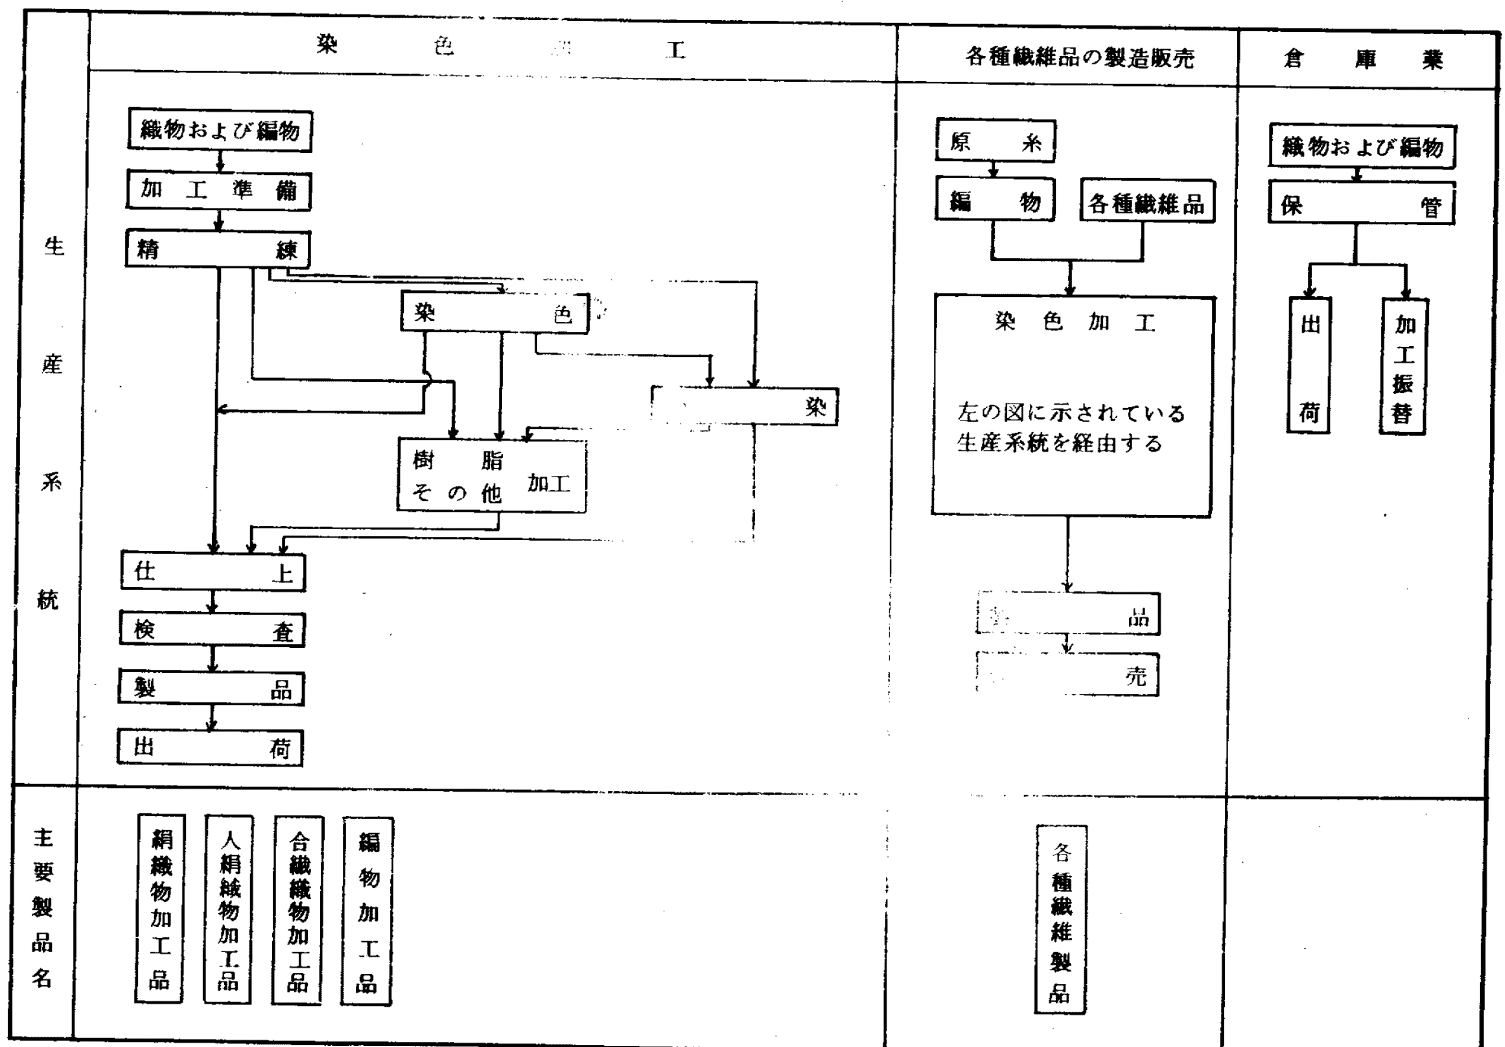 染色 工
各種繊維品の製造販売
倉庫業
生産系統
織物および編物
加工準備
精練
染色
染
樹脂
その他
加工
仕上
検査
製品
出荷
原糸
編物
各種繊維品
染色加工
左の図に示されている
生産系統を経由する
品
売
織物および編物
保管
出荷
加工振替
主要製品名
絹織物加工品
人絹織物加工品
合繊織物加工品
編物加工品
各種繊維製品